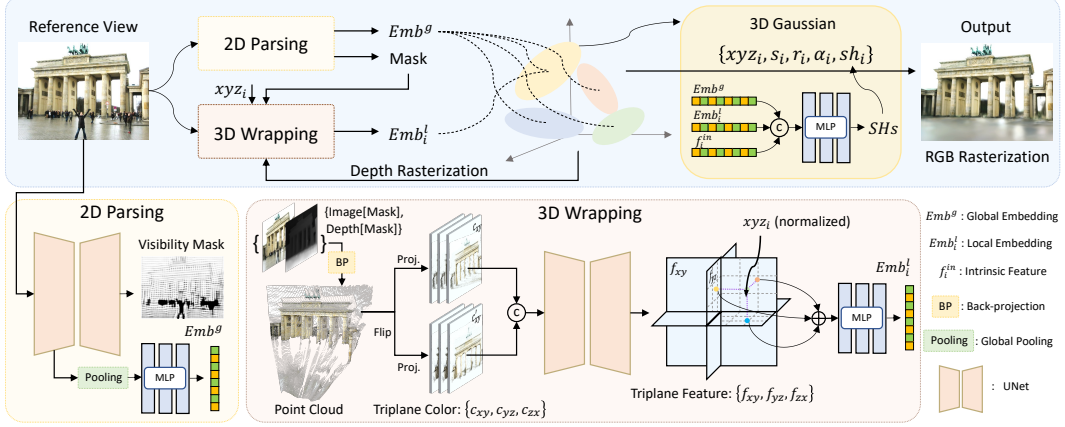 Reference View
2D Parsing
Emb^g
Mask
xyz_i
3D Wrapping
Emb_i^l
Depth Rasterization
3D Gaussian
{xyz_i, s_i, r_i, α_i, sh_i}
Emb^g
Emb_i^l
f_i^in
C
MLP
SHs
Output
RGB Rasterization
2D Parsing
Visibility Mask
Emb^g
Pooling
MLP
3D Wrapping
{Image[Mask],
Depth[Mask]}
{ }
BP
Point Cloud
Proj.
Flip
Proj.
c_xy
c_xy
Triplane Color: {c_xy, c_yz, c_zx}
C
xyz_i (normalized)
f_xy
Triplane Feature: {f_xy, f_yz, f_zx}
MLP
Emb_i^l
Emb^g : Global Embedding
Emb_i^l : Local Embedding
f_i^in : Intrinsic Feature
BP : Back-projection
Pooling : Global Pooling
: UNet